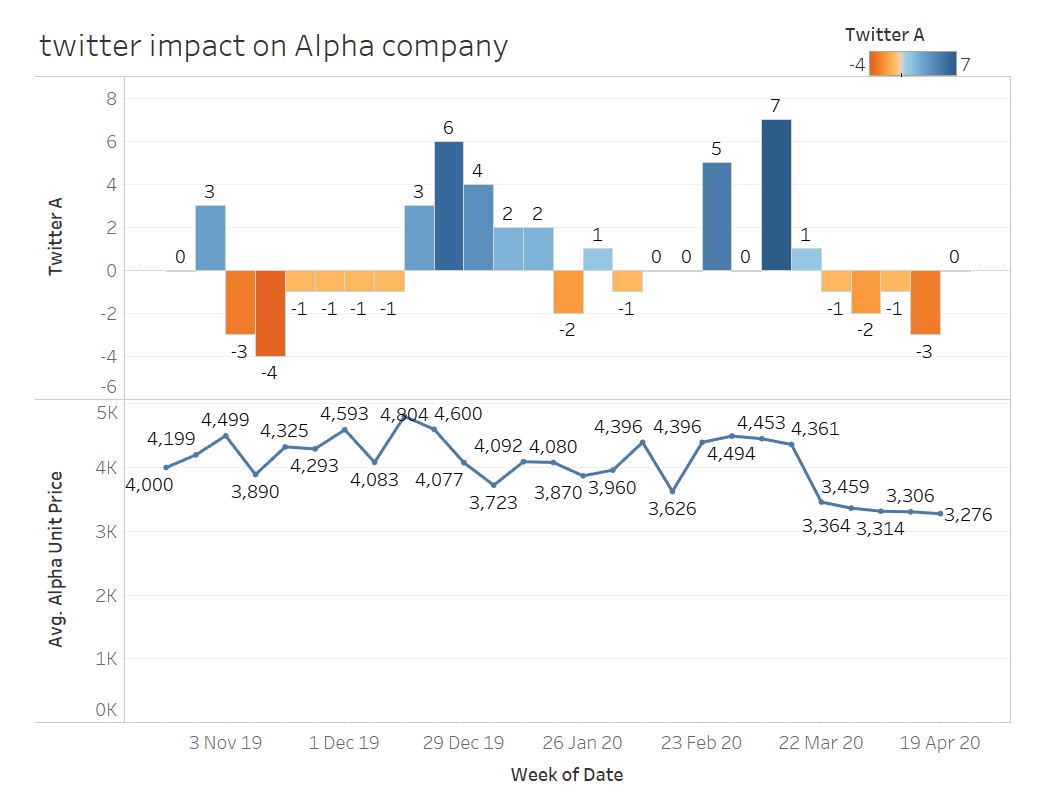 twitter impact on Alpha company
Twitter A
-4 7
8
6
4
2
0
-2
-4
-6
Twitter A
0 3 -3 -4 -1 -1 -1 -1 3 6 4 2 2 -2 1 -1 0 0 5 0 7 1 -1 -2 -1 -3 0
5K
4K
3K
2K
1K
0K
Avg. Alpha Unit Price
4,000 4,199 4,499 3,890 4,325 4,293 4,593 4,083 4,804 4,600 4,077 3,723 4,092 4,080 3,870 3,960 4,396 3,626 4,396 4,494 4,453 4,361 3,459 3,364 3,314 3,306 3,276
3 Nov 19 1 Dec 19 29 Dec 19 26 Jan 20 23 Feb 20 22 Mar 20 19 Apr 20
Week of Date